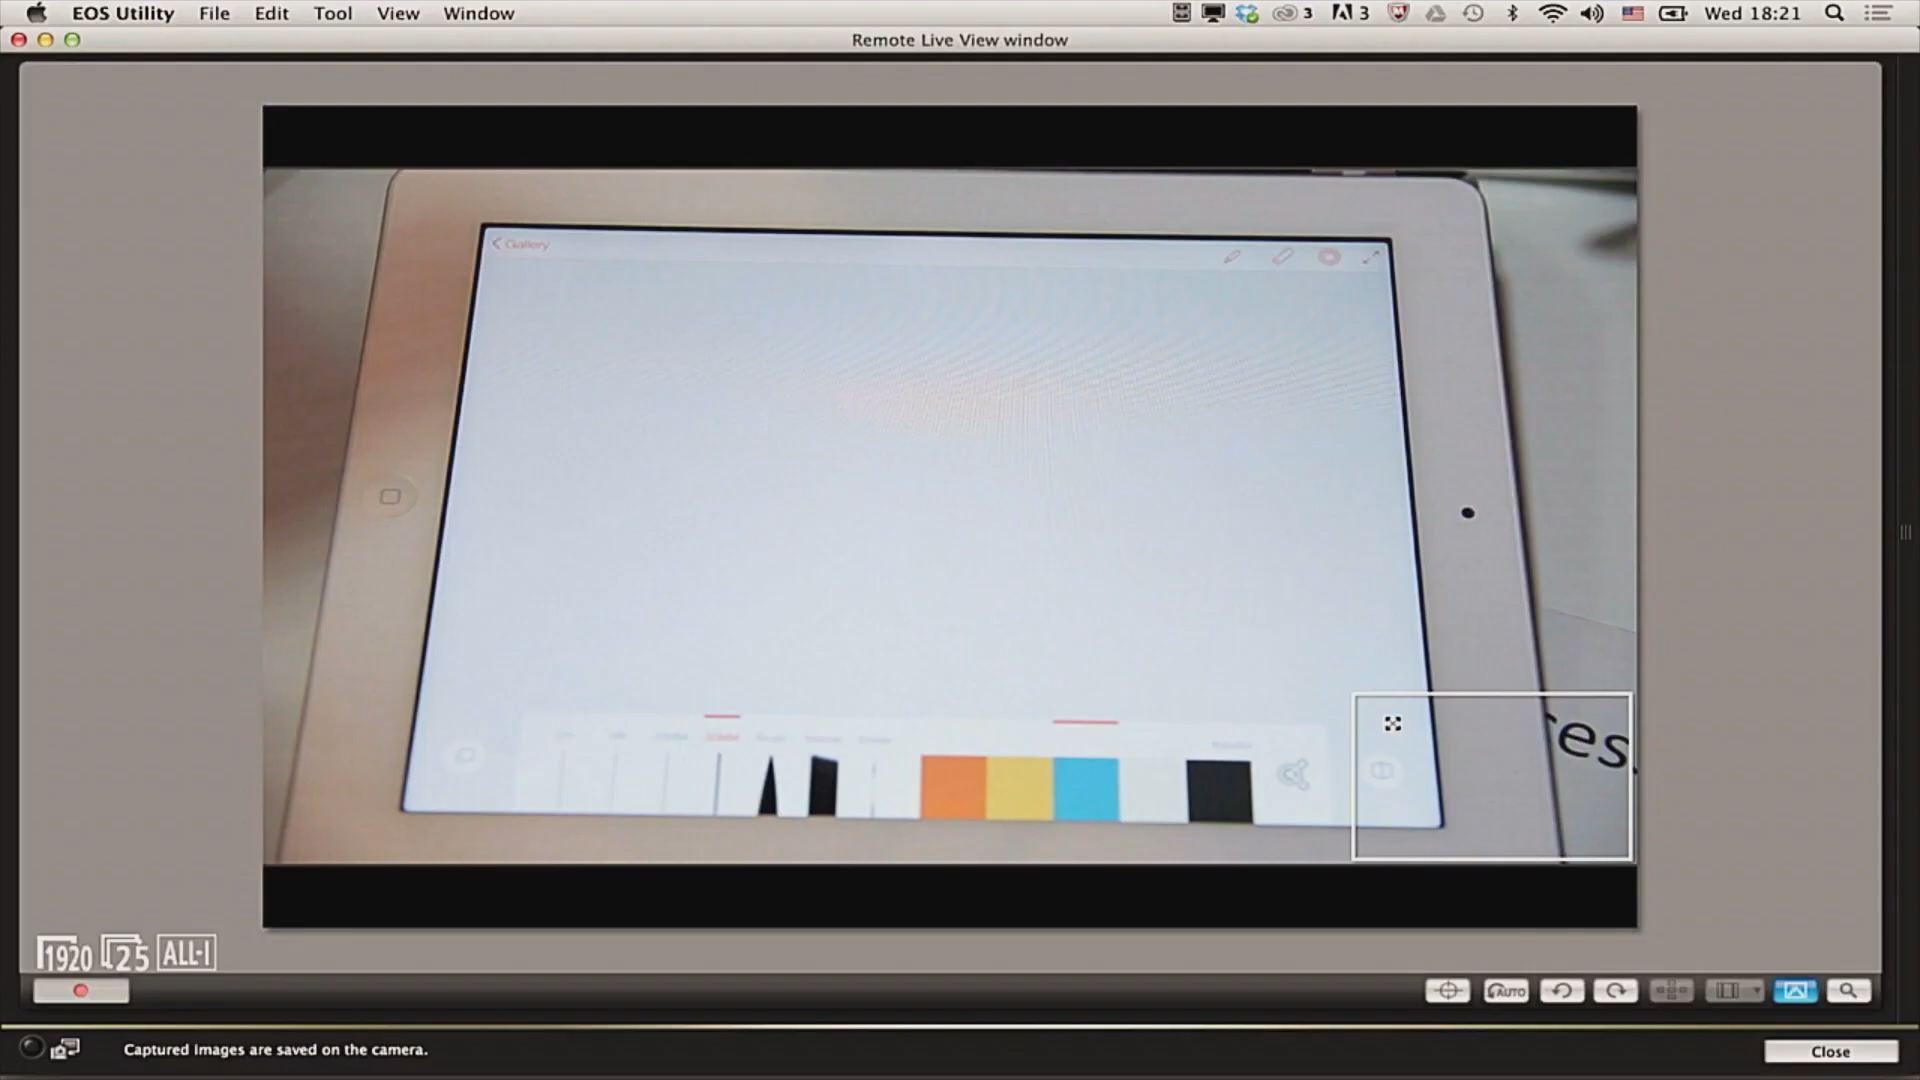 EOS Utility File Edit Tool View Window 3 3 Wed 18:21
Remote Live View window
Gallery
es.
1920 25 ALL-I
AUTO
Captured images are saved on the camera.
Close